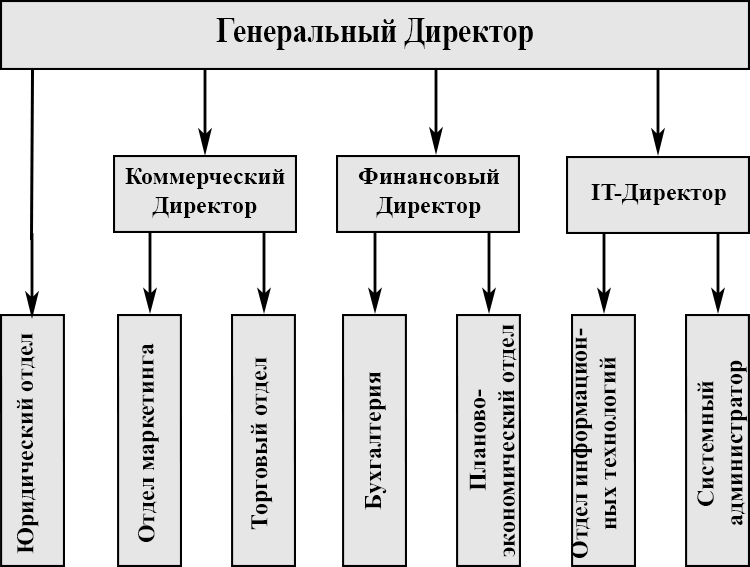 Генеральный Директор
Коммерческий
Директор
Финансовый
Директор
IT-Директор
Юридический отдел
Отдел маркетинга
Торговый отдел
Бухгалтерия
Планово-
экономический отдел
Отдел информацион-
ных технологий
Системный
администратор